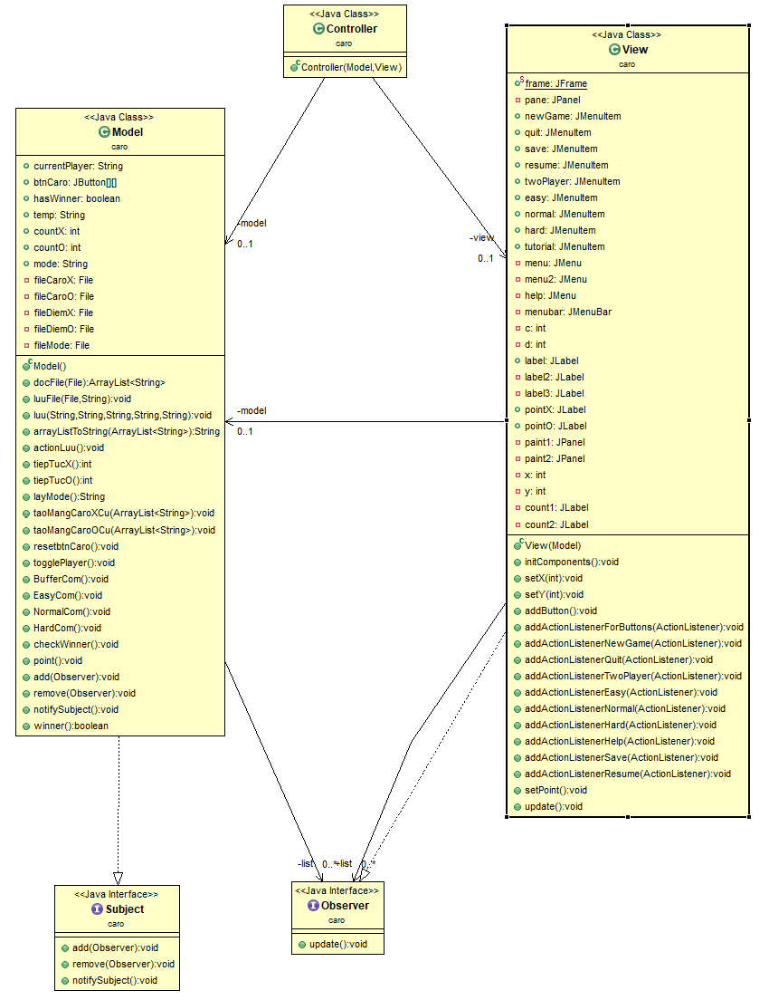 <<Java Class>>
Controller
caro
Controller(Model,View)
<<Java Class>>
Model
caro
currentPlayer: String
btnCaro: JButton[][]
hasWinner: boolean
temp: String
countX: int
countO: int
mode: String
fileCaroX: File
fileCaroO: File
fileDiemX: File
fileDiemO: File
fileMode: File
Model()
docFile(File):ArrayList<String>
luuFile(File,String):void
luu(String,String,String,String,String):void
arrayListToString(ArrayList<String>):String
actionLuu():void
tiepTucX():int
tiepTucO():int
layMode():String
taoMangCaroXCu(ArrayList<String>):void
taoMangCaroOCu(ArrayList<String>):void
resetbtnCaro():void
togglePlayer():void
BufferCom():void
EasyCom():void
NormalCom():void
HardCom():void
checkWinner():void
point():void
add(Observer):void
remove(Observer):void
notifySubject():void
winner():boolean
-model
0..1
-view
0..1
-model
0..1
<<Java Class>>
View
caro
frame: JFrame
pane: JPanel
newGame: JMenuItem
quit: JMenuItem
save: JMenuItem
resume: JMenuItem
twoPlayer: JMenuItem
easy: JMenuItem
normal: JMenuItem
hard: JMenuItem
tutorial: JMenuItem
menu: JMenu
menu2: JMenu
help: JMenu
menubar: JMenuBar
c: int
d: int
label: JLabel
label2: JLabel
label3: JLabel
pointX: JLabel
pointO: JLabel
paint1: JPanel
paint2: JPanel
x: int
y: int
count1: JLabel
count2: JLabel
View(Model)
initComponents():void
setX(int):void
setY(int):void
addButton():void
addActionListenerForButtons(ActionListener):void
addActionListenerNewGame(ActionListener):void
addActionListenerQuit(ActionListener):void
addActionListenerTwoPlayer(ActionListener):void
addActionListenerEasy(ActionListener):void
addActionListenerNormal(ActionListener):void
addActionListenerHard(ActionListener):void
addActionListenerHelp(ActionListener):void
addActionListenerSave(ActionListener):void
addActionListenerResume(ActionListener):void
setPoint():void
update():void
-list 0..*
+list 0..*
<<Java Interface>>
Subject
caro
add(Observer):void
remove(Observer):void
notifySubject():void
<<Java Interface>>
Observer
caro
update():void